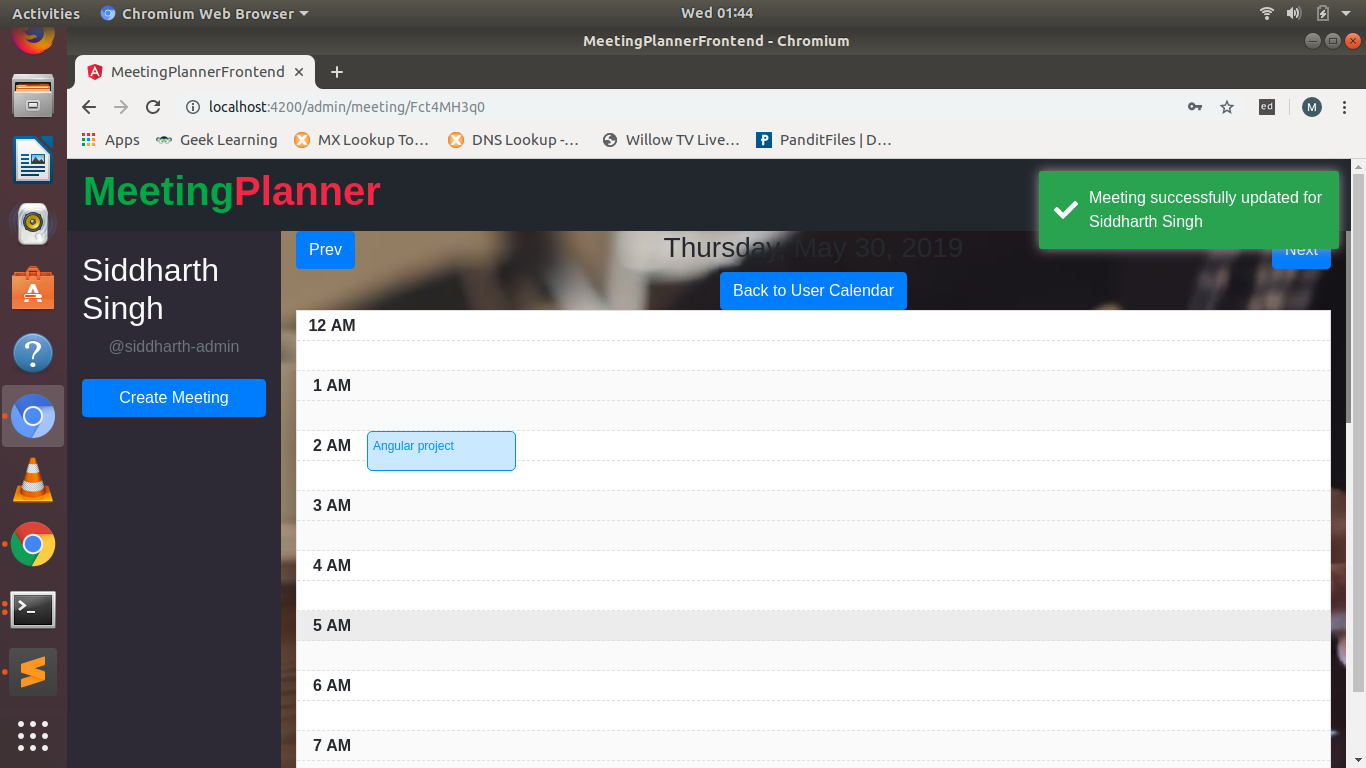 Activities Chromium Web Browser Wed 01:44
MeetingPlannerFrontend - Chromium
MeetingPlannerFrontend
localhost:4200/admin/meeting/Fct4MH3q0 ed M
Apps Geek Learning MX Lookup To… DNS Lookup -… Willow TV Live… PanditFiles | D…
MeetingPlanner
Meeting successfully updated for
Siddharth Singh
Prev Thursday, May 30, 2019 Next
Back to User Calendar
Siddharth
Singh
@siddharth-admin
Create Meeting
12 AM
1 AM
2 AM Angular project
3 AM
4 AM
5 AM
6 AM
7 AM